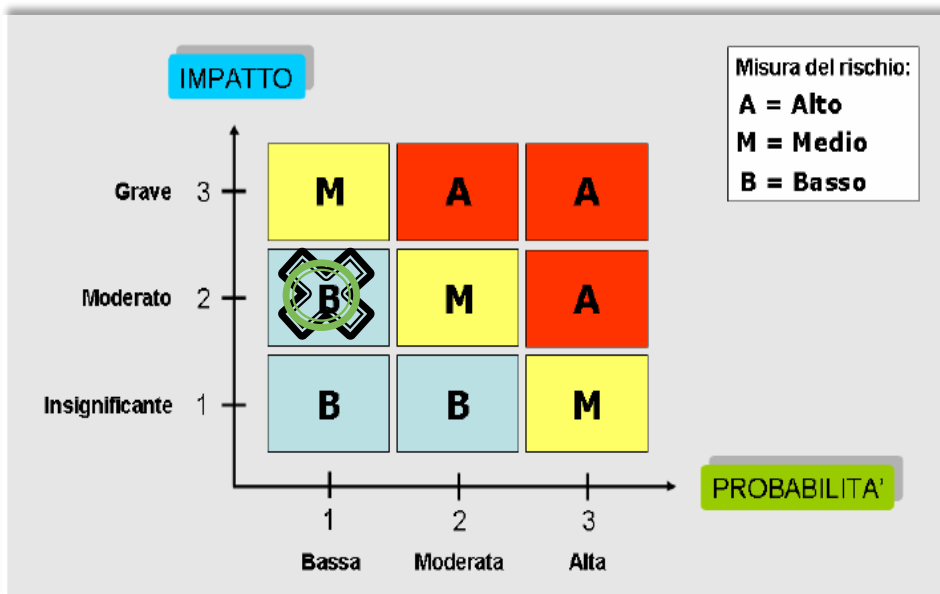 IMPATTO
Misura del rischio:
A = Alto
M = Medio
B = Basso
Grave 3 M A A
Moderato 2 B M A
Insignificante 1 B B M
PROBABILITA'
1 2 3
Bassa Moderata Alta